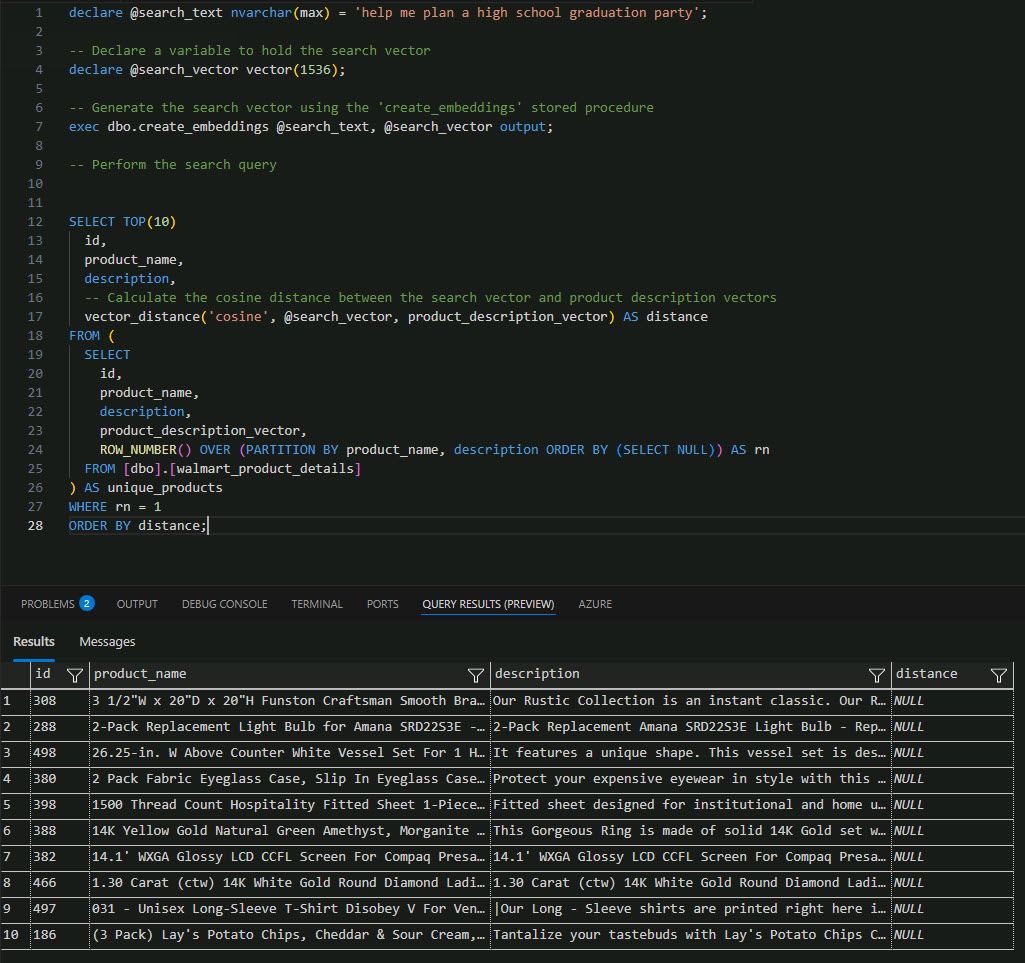 1 declare @search_text nvarchar(max) = 'help me plan a high school graduation party';
2
3 -- Declare a variable to hold the search vector
4 declare @search_vector vector(1536);
5
6 -- Generate the search vector using the 'create_embeddings' stored procedure
7 exec dbo.create_embeddings @search_text, @search_vector output;
8
9 -- Perform the search query
10
11
12 SELECT TOP(10)
13 id,
14 product_name,
15 description,
16 -- Calculate the cosine distance between the search vector and product description vectors
17 vector_distance('cosine', @search_vector, product_description_vector) AS distance
18 FROM (
19 SELECT
20 id,
21 product_name,
22 description,
23 product_description_vector,
24 ROW_NUMBER() OVER (PARTITION BY product_name, description ORDER BY (SELECT NULL)) AS rn
25 FROM [dbo].[walmart_product_details]
26 ) AS unique_products
27 WHERE rn = 1
28 ORDER BY distance;
PROBLEMS 2 OUTPUT DEBUG CONSOLE TERMINAL PORTS QUERY RESULTS (PREVIEW) AZURE
Results Messages
id product_name description distance
1 308 3 1/2"W x 20"D x 20"H Funston Craftsman Smooth Bra… Our Rustic Collection is an instant classic. Our R… NULL
2 288 2-Pack Replacement Light Bulb for Amana SRD22S3E -… 2-Pack Replacement Amana SRD22S3E Light Bulb - Rep… NULL
3 498 26.25-in. W Above Counter White Vessel Set For 1 H… It features a unique shape. This vessel set is des… NULL
4 380 2 Pack Fabric Eyeglass Case, Slip In Eyeglass Case… Protect your expensive eyewear in style with this … NULL
5 398 1500 Thread Count Hospitality Fitted Sheet 1-Piece… Fitted sheet designed for institutional and home u… NULL
6 388 14K Yellow Gold Natural Green Amethyst, Morganite … This Gorgeous Ring is made of solid 14K Gold set w… NULL
7 382 14.1' WXGA Glossy LCD CCFL Screen For Compaq Presa… 14.1' WXGA Glossy LCD CCFL Screen For Compaq Presa… NULL
8 466 1.30 Carat (ctw) 14K White Gold Round Diamond Ladi… 1.30 Carat (ctw) 14K White Gold Round Diamond Ladi… NULL
9 497 031 - Unisex Long-Sleeve T-Shirt Disobey V For Ven… |Our Long - Sleeve shirts are printed right here i… NULL
10 186 (3 Pack) Lay's Potato Chips, Cheddar & Sour Cream,… Tantalize your tastebuds with Lay's Potato Chips C… NULL